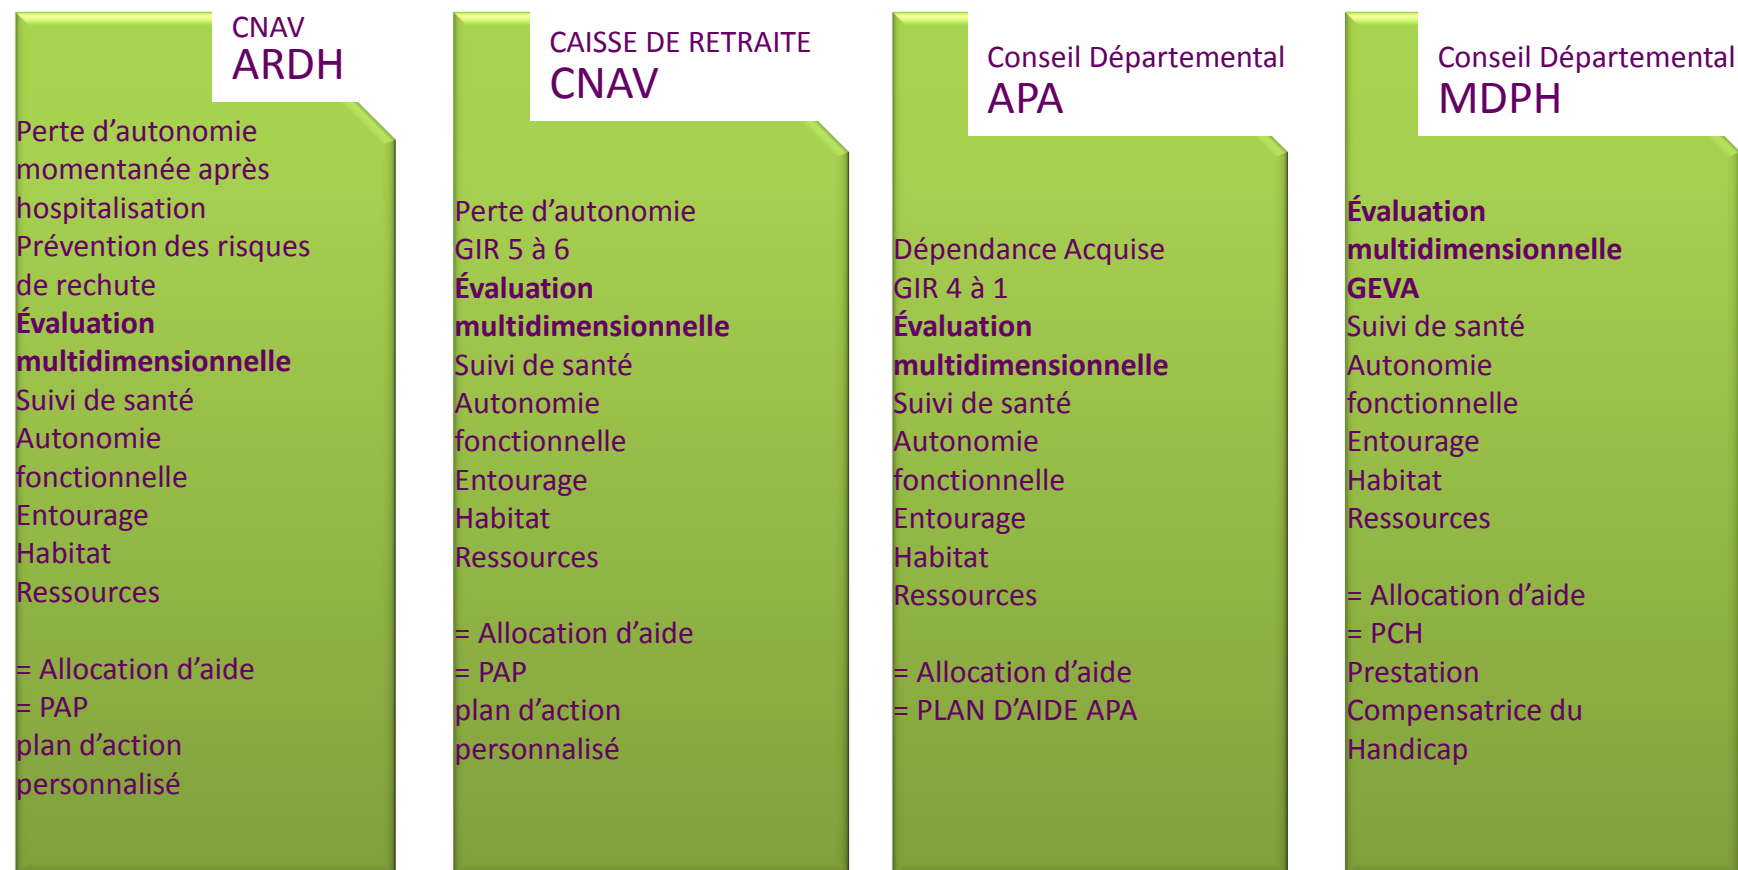 CNAV
ARDH
Perte d’autonomie
momentanée après
hospitalisation
Prévention des risques
de rechute
Évaluation
multidimensionnelle
Suivi de santé
Autonomie
fonctionnelle
Entourage
Habitat
Ressources
= Allocation d’aide
= PAP
plan d’action
personnalisé
CAISSE DE RETRAITE
CNAV
Perte d’autonomie
GIR 5 à 6
Évaluation
multidimensionnelle
Suivi de santé
Autonomie
fonctionnelle
Entourage
Habitat
Ressources
= Allocation d’aide
= PAP
plan d’action
personnalisé
Conseil Départemental
APA
Dépendance Acquise
GIR 4 à 1
Évaluation
multidimensionnelle
Suivi de santé
Autonomie
fonctionnelle
Entourage
Habitat
Ressources
= Allocation d’aide
= PLAN D’AIDE APA
Conseil Départemental
MDPH
Évaluation
multidimensionnelle
GEVA
Suivi de santé
Autonomie
fonctionnelle
Entourage
Habitat
Ressources
= Allocation d’aide
= PCH
Prestation
Compensatrice du
Handicap